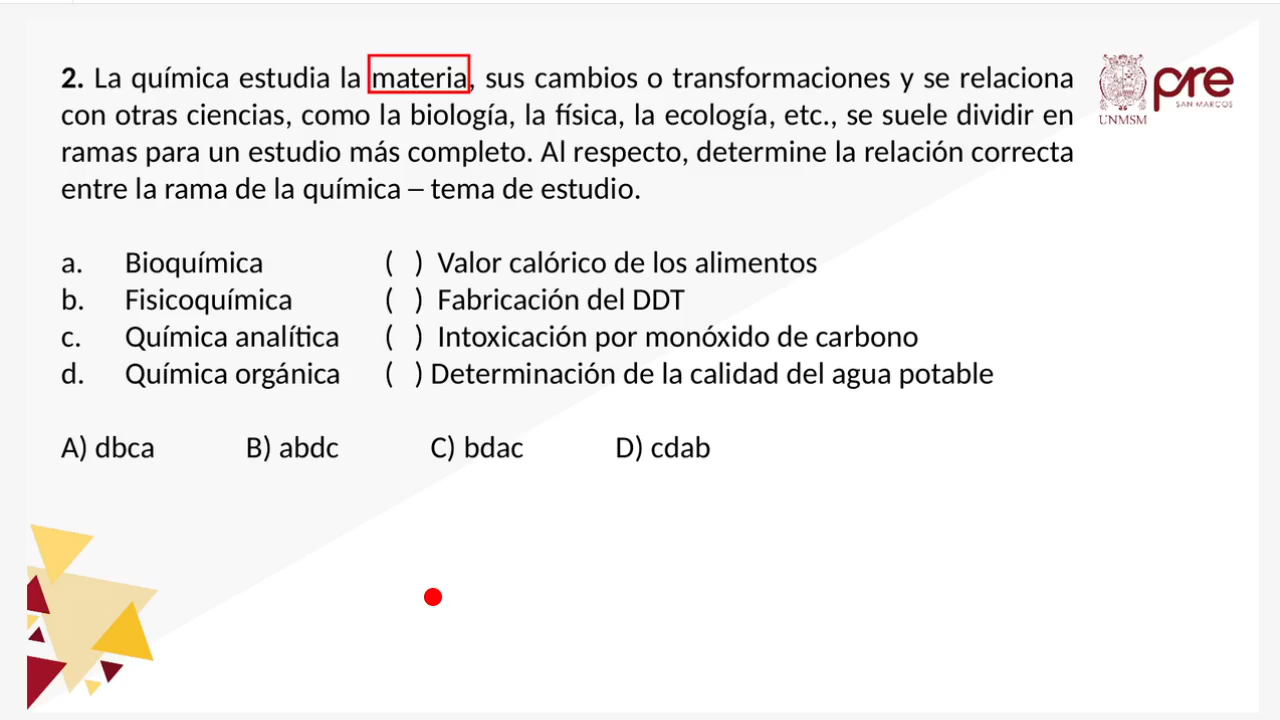 2. La química estudia la materia, sus cambios o transformaciones y se relaciona
con otras ciencias, como la biología, la física, la ecología, etc., se suele dividir en
ramas para un estudio más completo. Al respecto, determine la relación correcta
entre la rama de la química – tema de estudio.
a. Bioquímica ( ) Valor calórico de los alimentos
b. Fisicoquímica ( ) Fabricación del DDT
c. Química analítica ( ) Intoxicación por monóxido de carbono
d. Química orgánica ( ) Determinación de la calidad del agua potable
A) dbca B) abdc C) bdac D) cdab
UNMSM
pre
SAN MARCOS